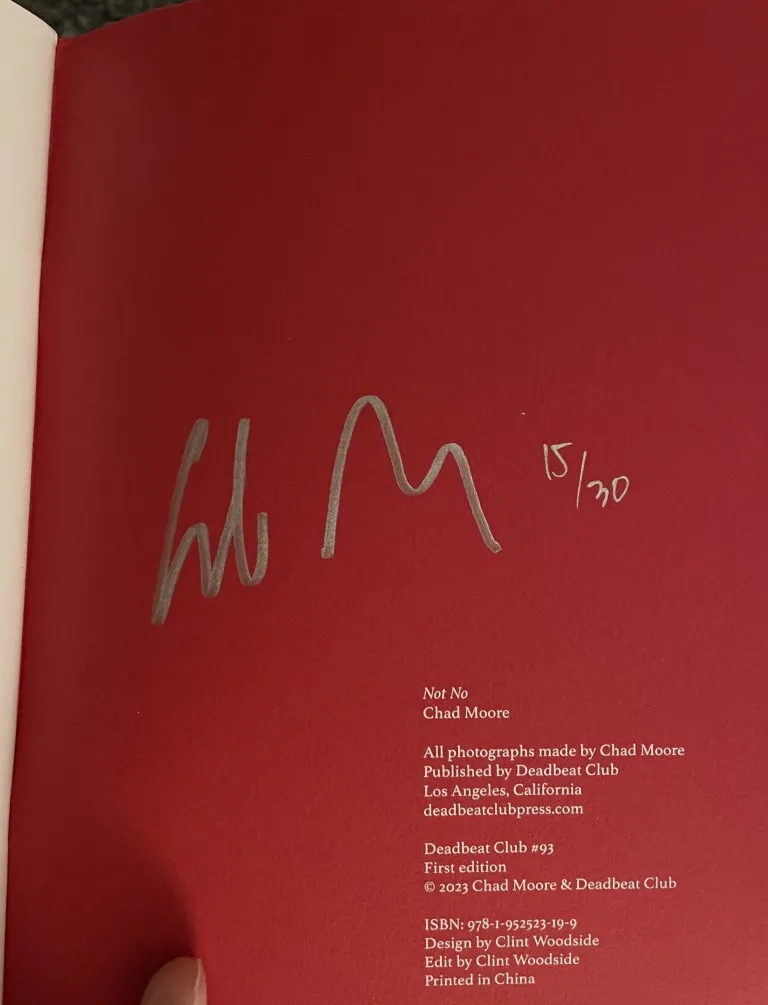 15/30
Not No
Chad Moore
All photographs made by Chad Moore
Published by Deadbeat Club
Los Angeles, California
deadbeatclubpress.com
Deadbeat Club #93
First edition
© 2023 Chad Moore & Deadbeat Club
ISBN: 978-1-952523-19-9
Design by Clint Woodside
Edit by Clint Woodside
Printed in China